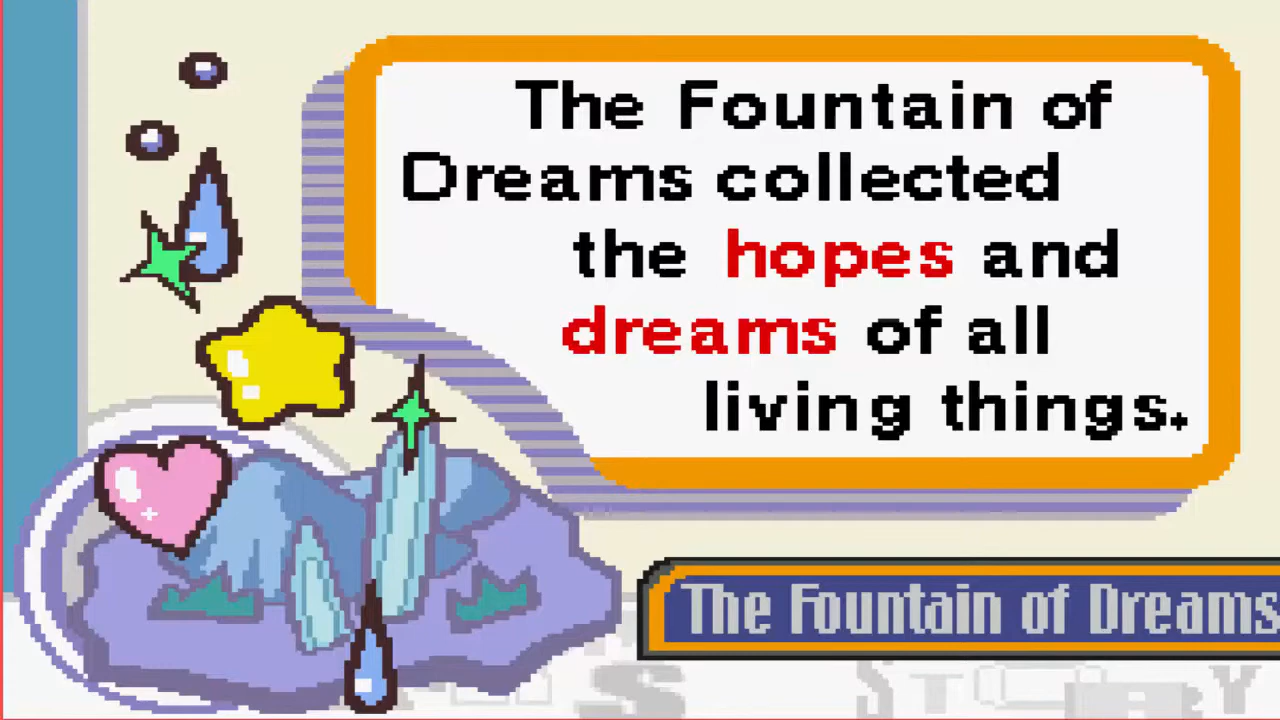 The Fountain of
Dreams collected
the hopes and
dreams of all
living things.
The Fountain of Dreams